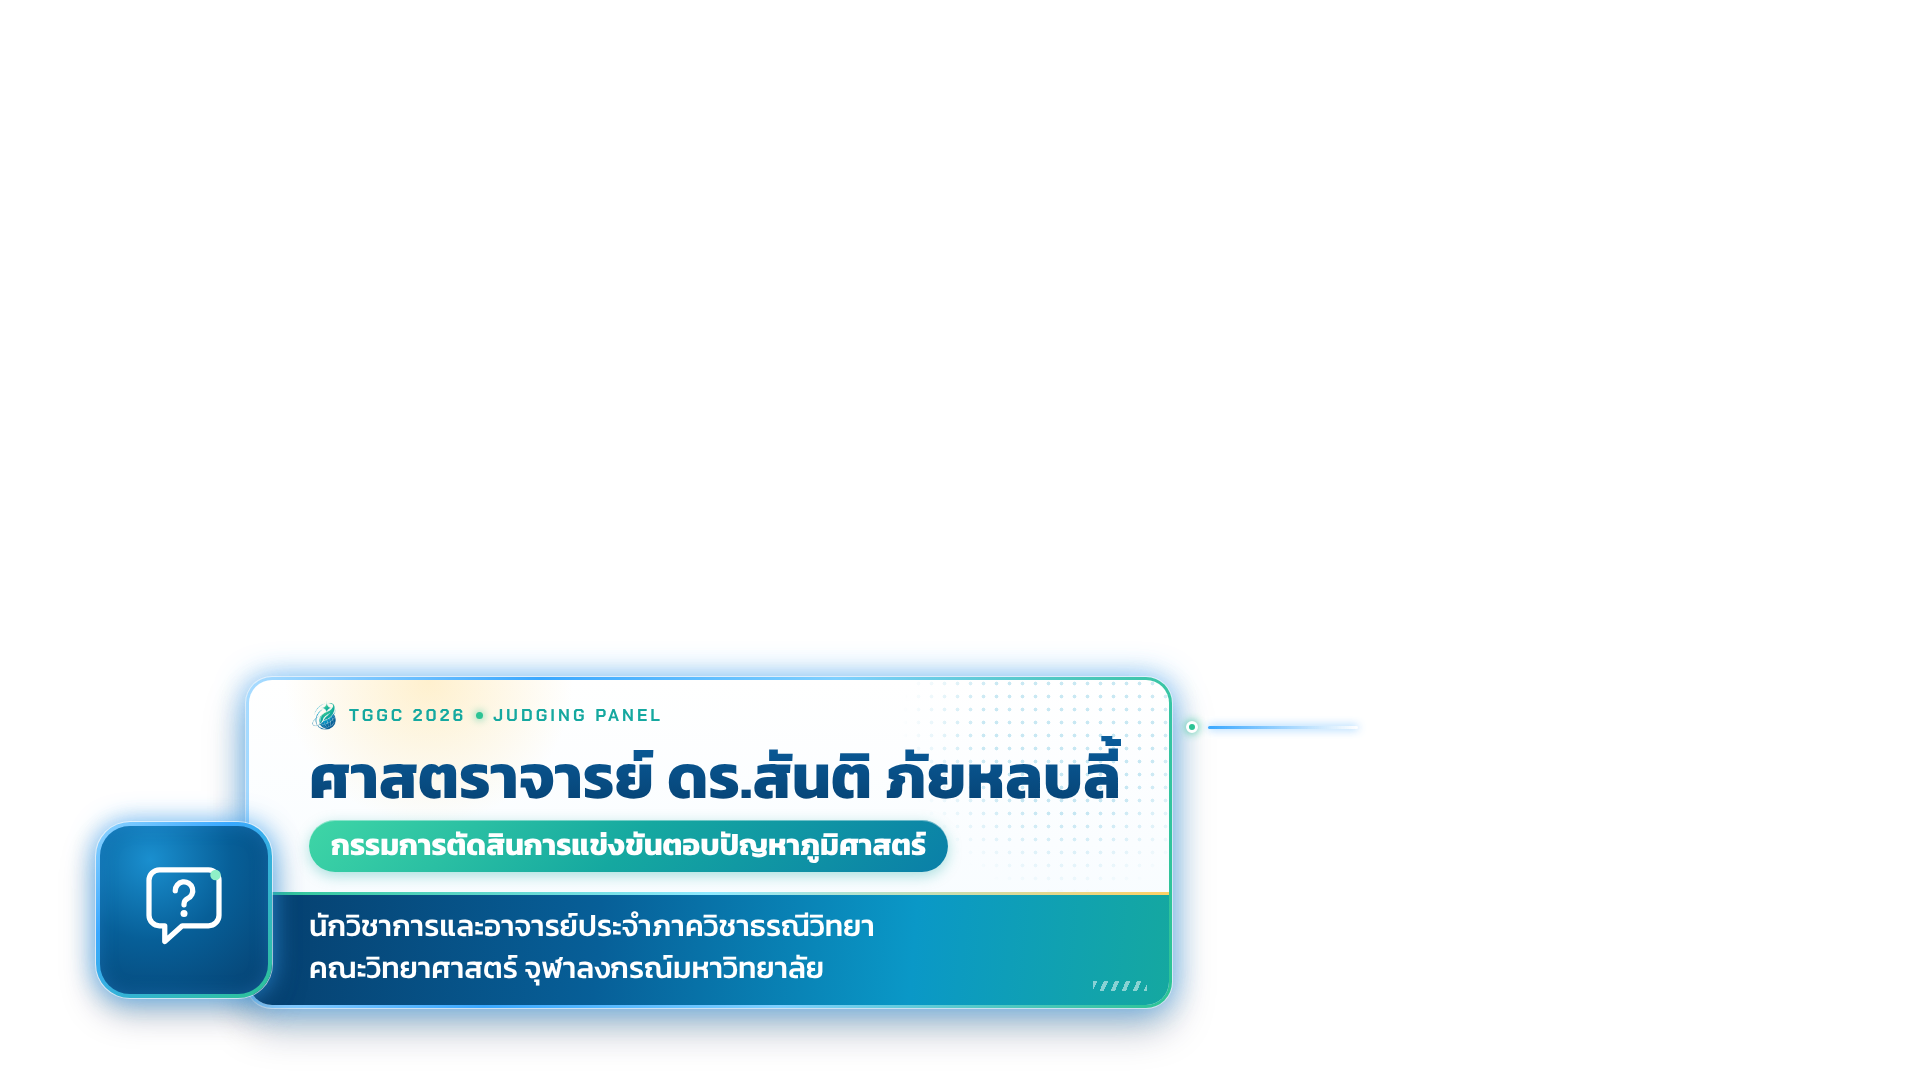 TGGC 2026 • JUDGING PANEL
ศาสตราจารย์ ดร.สันติ ภัยหลบลี้
กรรมการตัดสินการแข่งขันตอบปัญหาภูมิศาสตร์
นักวิชาการและอาจารย์ประจำภาควิชาธรณีวิทยา
คณะวิทยาศาสตร์ จุฬาลงกรณ์มหาวิทยาลัย